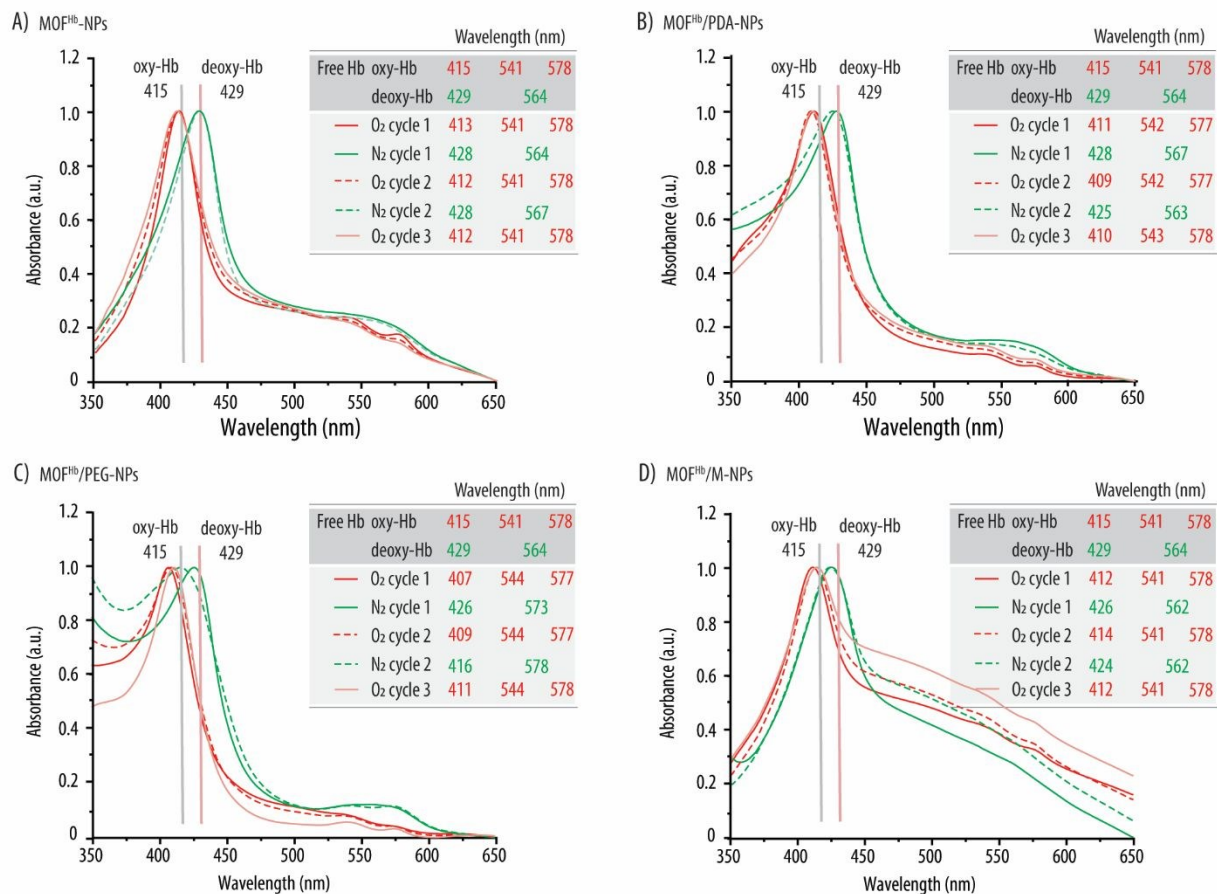 A) MOFᴴᵇ-NPs
Wavelength (nm)
oxy-Hb deoxy-Hb
415 429
Free Hb oxy-Hb 415 541 578
deoxy-Hb 429 564
O₂ cycle 1 413 541 578
N₂ cycle 1 428 564
O₂ cycle 2 412 541 578
N₂ cycle 2 428 567
O₂ cycle 3 412 541 578
Absorbance (a.u.)
1.2
1.0
0.8
0.6
0.4
0.2
0
350 400 450 500 550 600 650
Wavelength (nm)
B) MOFᴴᵇ/PDA-NPs
Wavelength (nm)
oxy-Hb deoxy-Hb
415 429
Free Hb oxy-Hb 415 541 578
deoxy-Hb 429 564
O₂ cycle 1 411 542 577
N₂ cycle 1 428 567
O₂ cycle 2 409 542 577
N₂ cycle 2 425 563
O₂ cycle 3 410 543 578
Absorbance (a.u.)
1.2
1.0
0.8
0.6
0.4
0.2
0
350 400 450 500 550 600 650
Wavelength (nm)
C) MOFᴴᵇ/PEG-NPs
Wavelength (nm)
oxy-Hb deoxy-Hb
415 429
Free Hb oxy-Hb 415 541 578
deoxy-Hb 429 564
O₂ cycle 1 407 544 577
N₂ cycle 1 426 573
O₂ cycle 2 409 544 577
N₂ cycle 2 416 578
O₂ cycle 3 411 544 578
Absorbance (a.u.)
1.2
1.0
0.8
0.6
0.4
0.2
0
350 400 450 500 550 600 650
Wavelength (nm)
D) MOFᴴᵇ/M-NPs
Wavelength (nm)
oxy-Hb deoxy-Hb
415 429
Free Hb oxy-Hb 415 541 578
deoxy-Hb 429 564
O₂ cycle 1 412 541 578
N₂ cycle 1 426 562
O₂ cycle 2 414 541 578
N₂ cycle 2 424 562
O₂ cycle 3 412 541 578
Absorbance (a.u.)
1.2
1.0
0.8
0.6
0.4
0.2
0
350 400 450 500 550 600 650
Wavelength (nm)